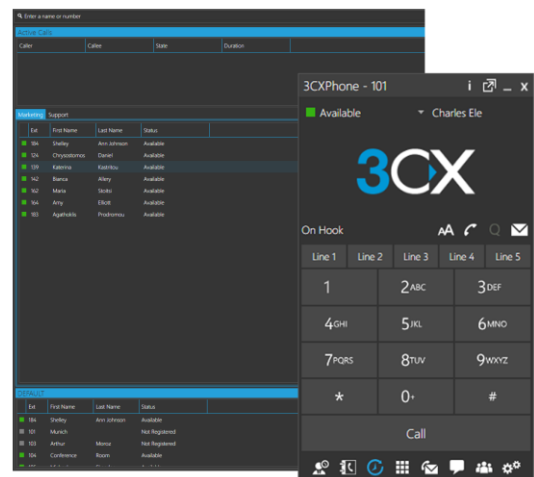 Enter a name or number
Active Calls
Caller Callee State Duration
Marketing Support
Ext First Name Last Name Status
184 Shelley Ann Johnson Available
124 Chrysostomos Daniel Available
139 Katerina Kastritou Available
142 Bianca Allery Available
162 Maria Skoksi Available
164 Amy Elliott Available
183 Agathoklis Prodromou Available
DEFAULT
Ext First Name Last Name Status
184 Shelley Ann Johnson Available
101 Munich Not Registered
103 Arthur Moros Not Registered
104 Conference Room Available
3CXPhone - 101
Available Charles Ele
3CX
On Hook
Line 1 Line 2 Line 3 Line 4 Line 5
1 2ABC 3DEF
4GHI 5JKL 6MNO
7PQRS 8TUV 9WXYZ
* 0+ #
Call